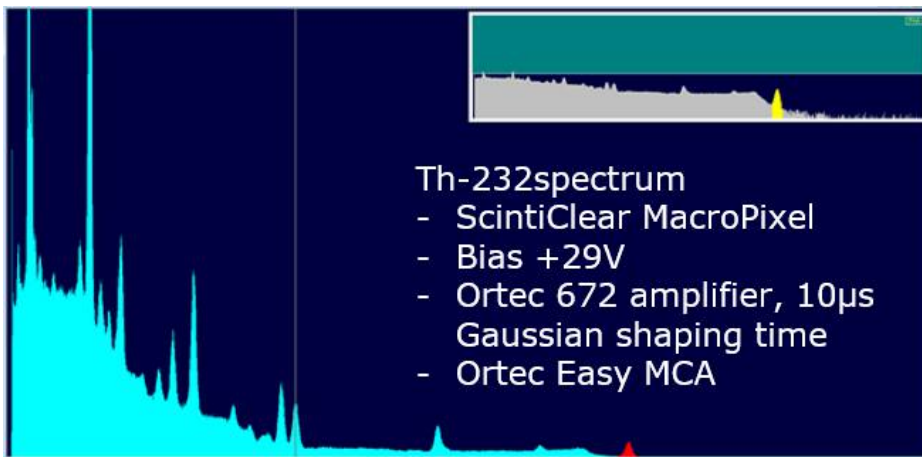 Th-232spectrum
- ScintiClear MacroPixel
- Bias +29V
- Ortec 672 amplifier, 10µs
Gaussian shaping time
- Ortec Easy MCA